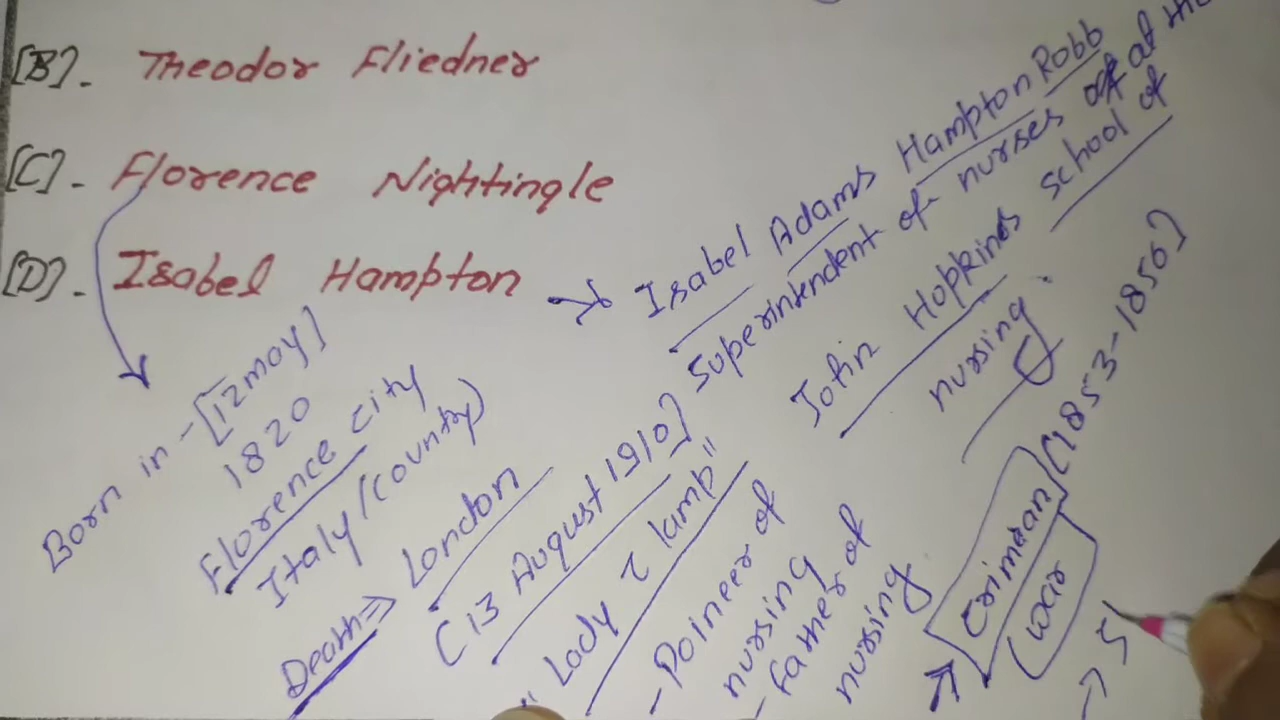 [B]. Theodor Fliedner
[C]. Florence Nightingle
[D]. Isabel Hampton
Isabel Adams Hampton Robb
Superintendent of nurses of at the
John Hopkins school of
nursing.
Born in - [12 may]
1820
Florence city
Italy (country)
Death ⇒ London
(13 August 1910]
"Lady č lamp"
- Poineer of
nursing
- father of
nursing
Crimian (1853-1856]
(war